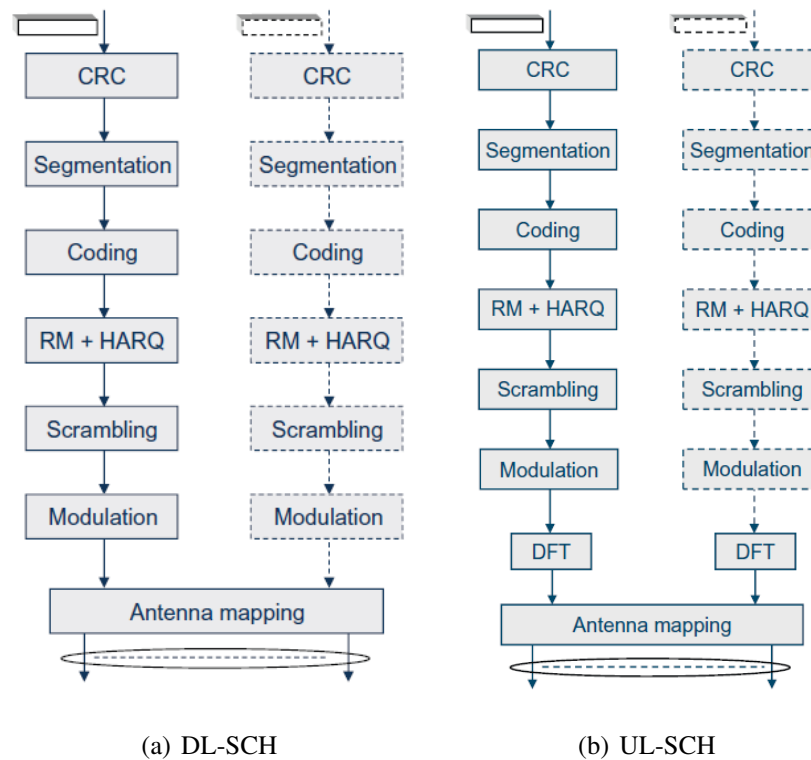 CRC
CRC
Segmentation
Segmentation
Coding
Coding
RM + HARQ
RM + HARQ
Scrambling
Scrambling
Modulation
Modulation
Antenna mapping
(a) DL-SCH
CRC
CRC
Segmentation
Segmentation
Coding
Coding
RM + HARQ
RM + HARQ
Scrambling
Scrambling
Modulation
Modulation
DFT
DFT
Antenna mapping
(b) UL-SCH